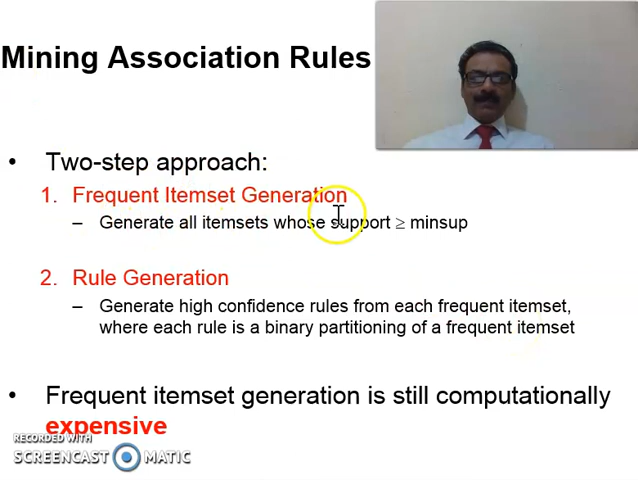 Mining Association Rules
• Two-step approach:
1. Frequent Itemset Generation
– Generate all itemsets whose support ≥ minsup
2. Rule Generation
– Generate high confidence rules from each frequent itemset,
where each rule is a binary partitioning of a frequent itemset
• Frequent itemset generation is still computationally
expensive
RECORDED WITH
SCREENCAST MATIC